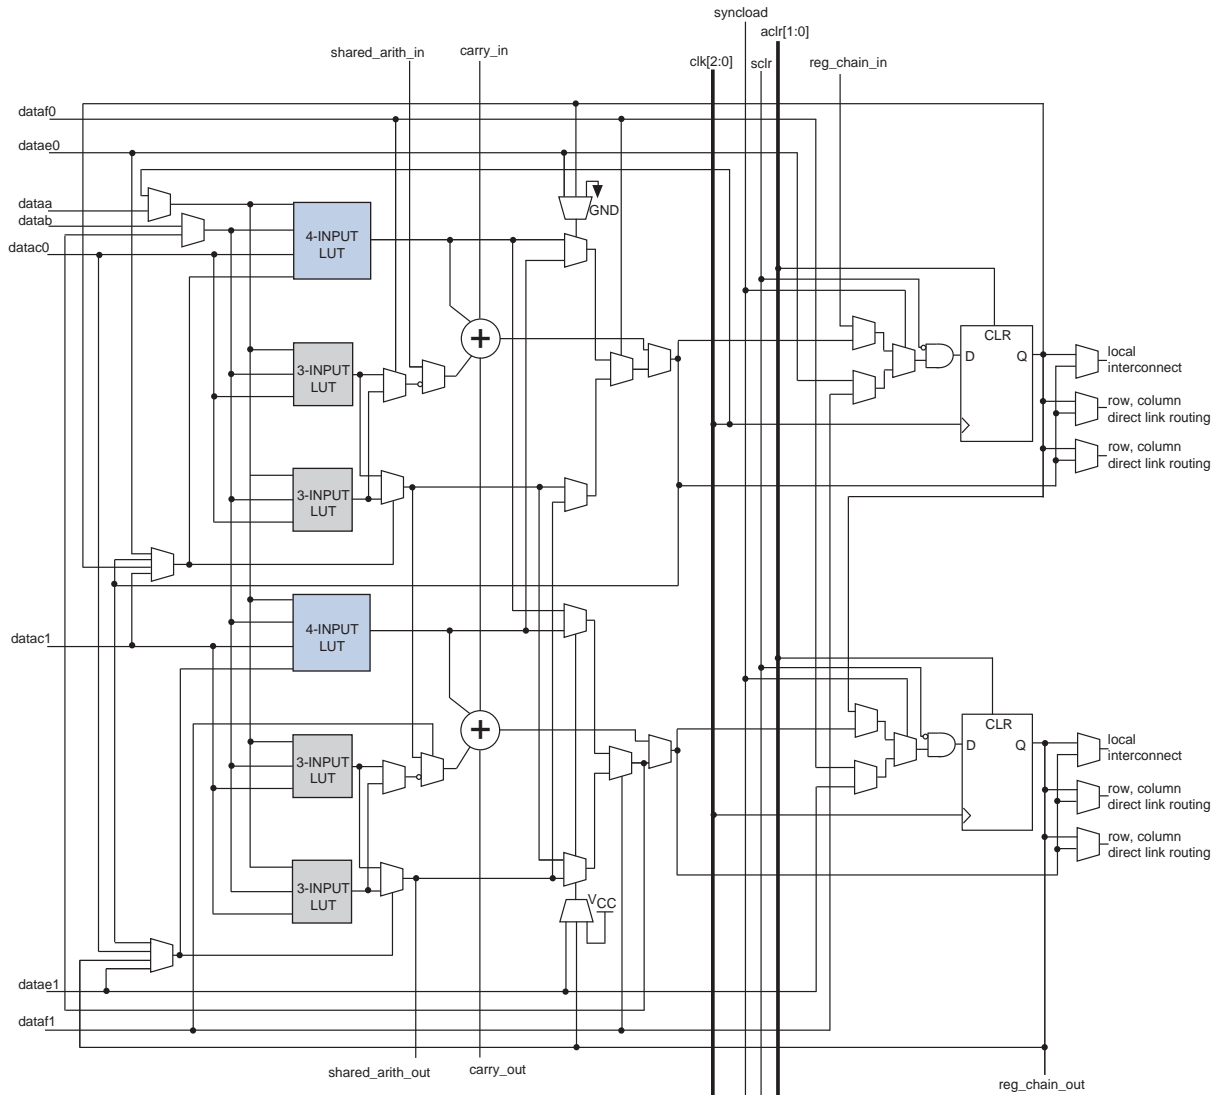 syncload
aclr[1:0]
shared_arith_in
carry_in
clk[2:0]
sclr
reg_chain_in
dataf0
datae0
dataa
datab
datac0
GND
4-INPUT
LUT
+
CLR
D
Q
local
interconnect
3-INPUT
LUT
row, column
direct link routing
row, column
direct link routing
3-INPUT
LUT
4-INPUT
LUT
datac1
+
CLR
D
Q
local
interconnect
3-INPUT
LUT
row, column
direct link routing
row, column
direct link routing
3-INPUT
LUT
VCC
datae1
dataf1
shared_arith_out
carry_out
reg_chain_out